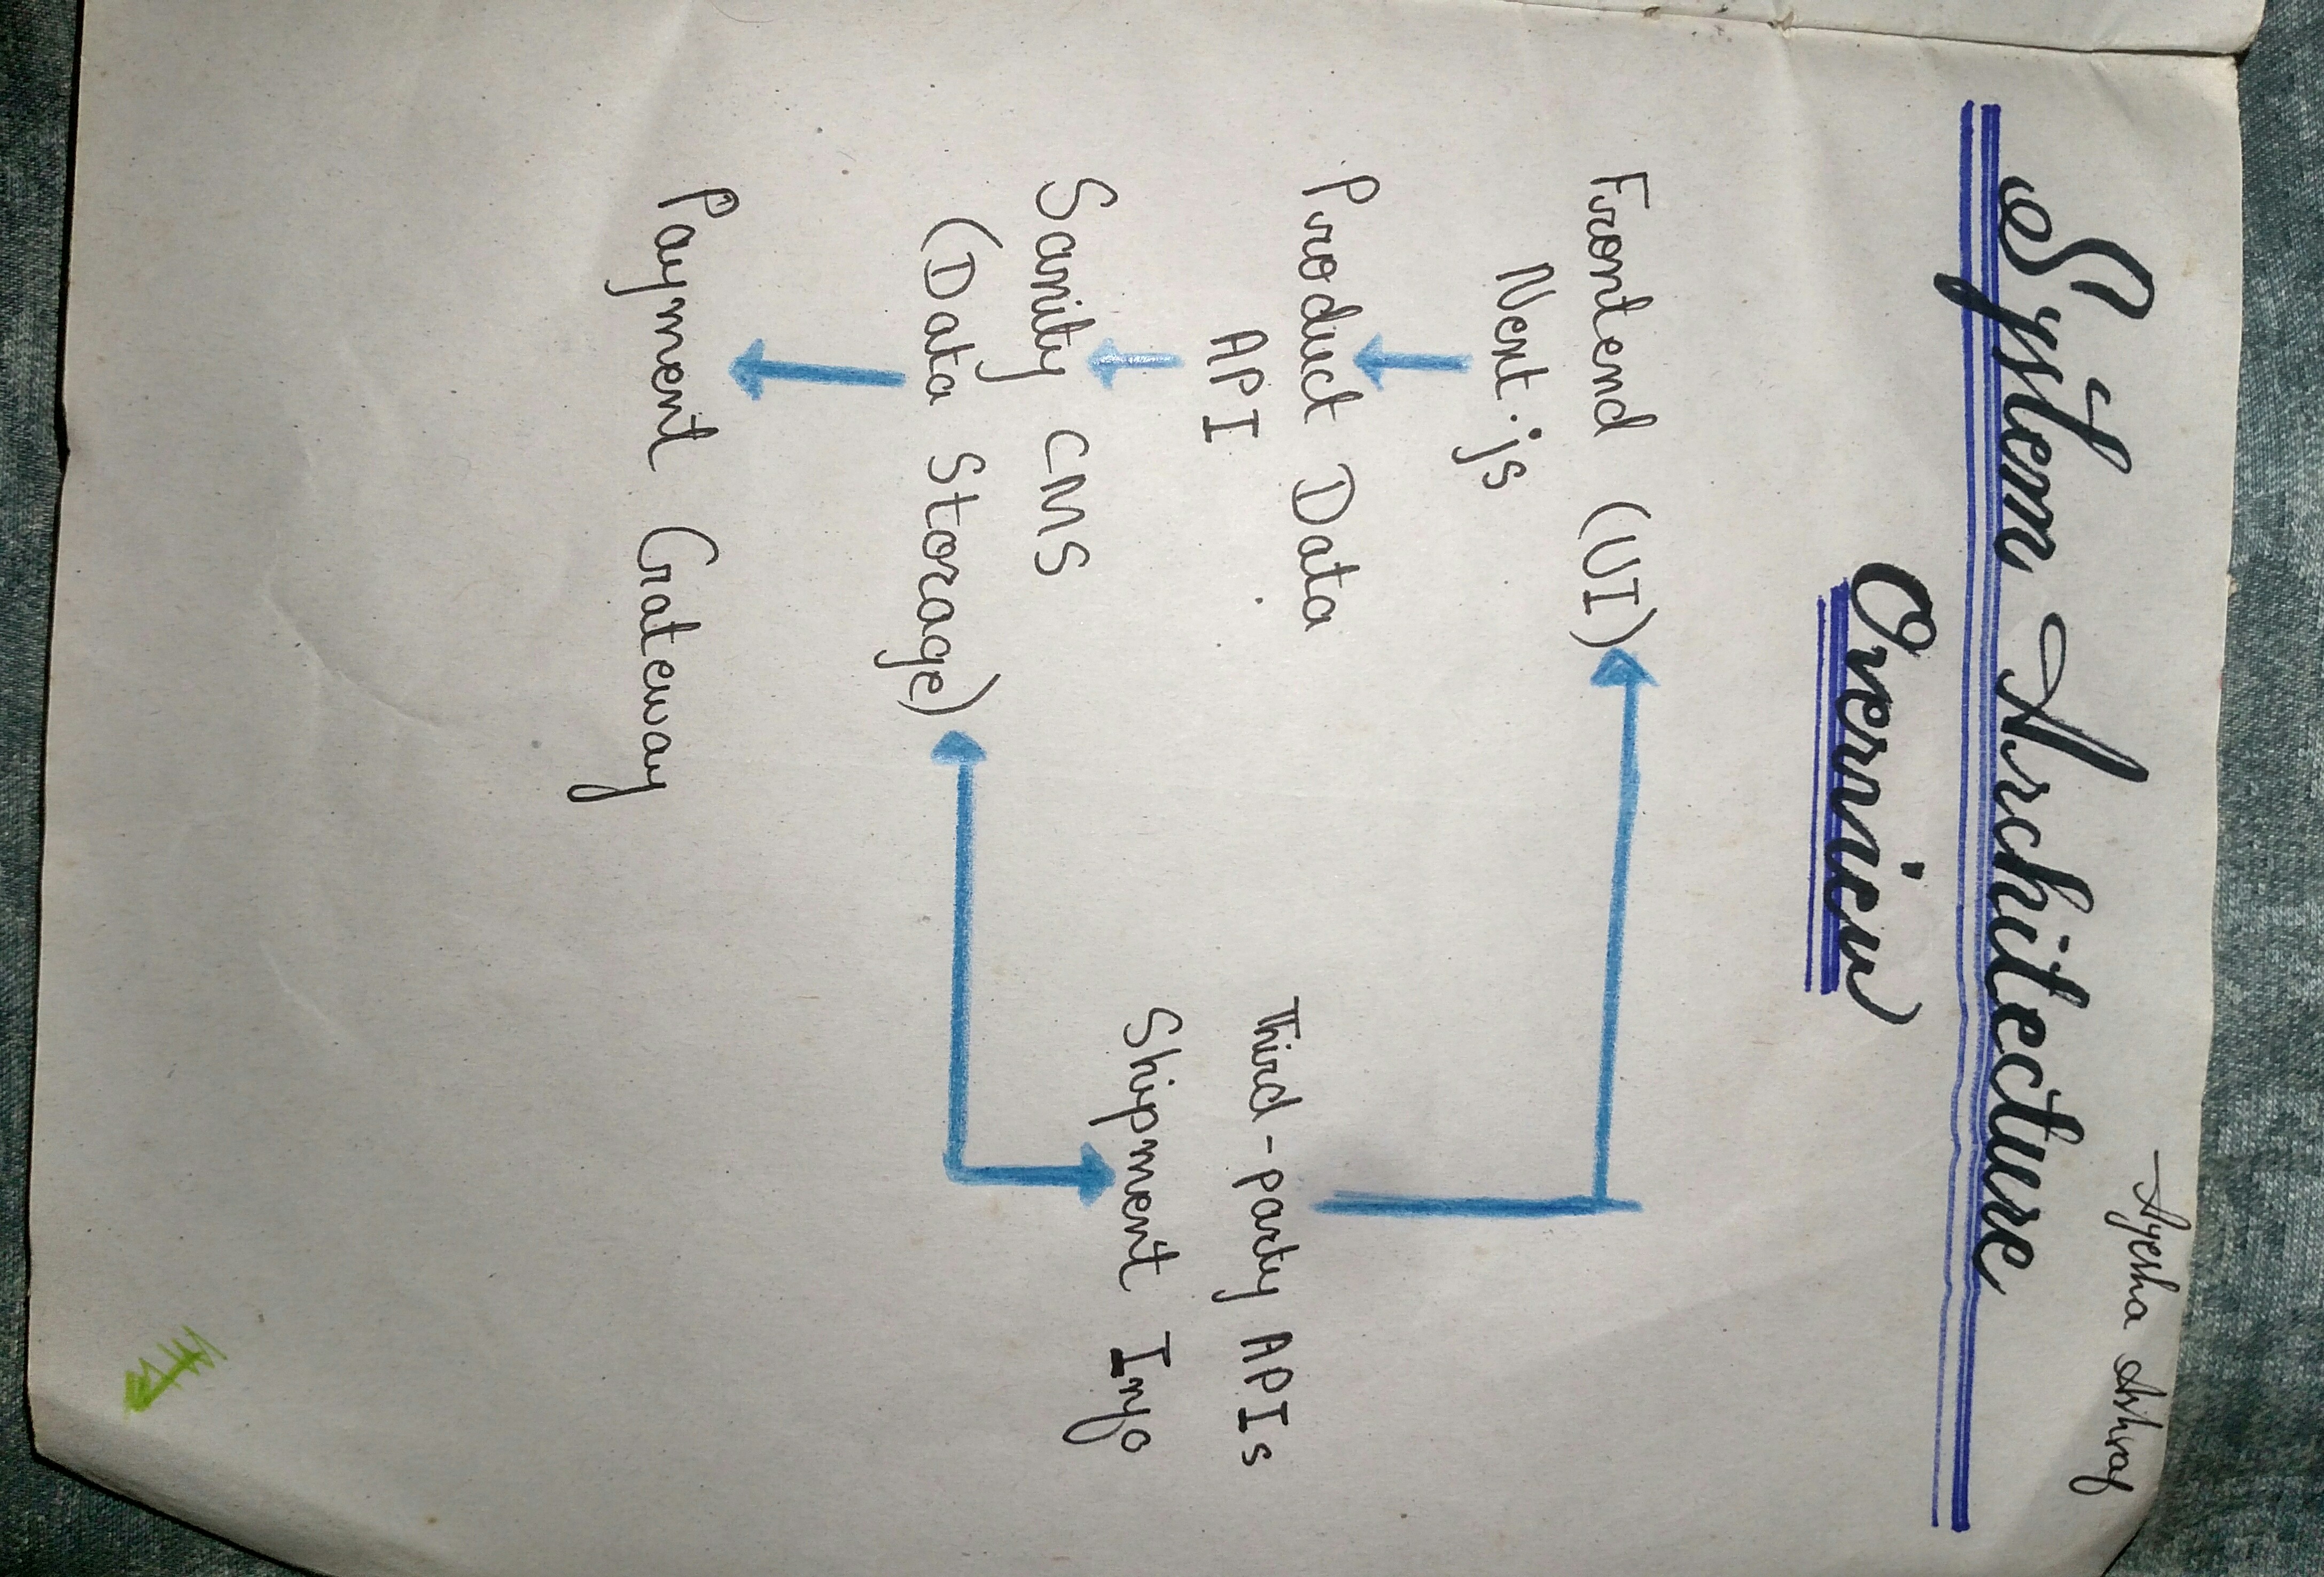 -Ayesha Ashraf
System Architecture
Overview
Frontend (UI)
Next.js
Product Data
API
Third-party APIs
Shipment Info
Sanity CMS
(Data Storage)
Payment Gateway